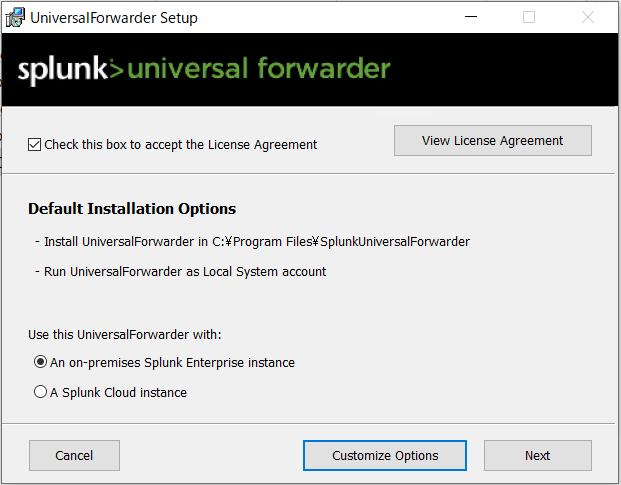 UniversalForwarder Setup
splunk>universal forwarder
Check this box to accept the License Agreement
View License Agreement
Default Installation Options
- Install UniversalForwarder in C:¥Program Files¥SplunkUniversalForwarder
- Run UniversalForwarder as Local System account
Use this UniversalForwarder with:
An on-premises Splunk Enterprise instance
A Splunk Cloud instance
Cancel
Customize Options
Next